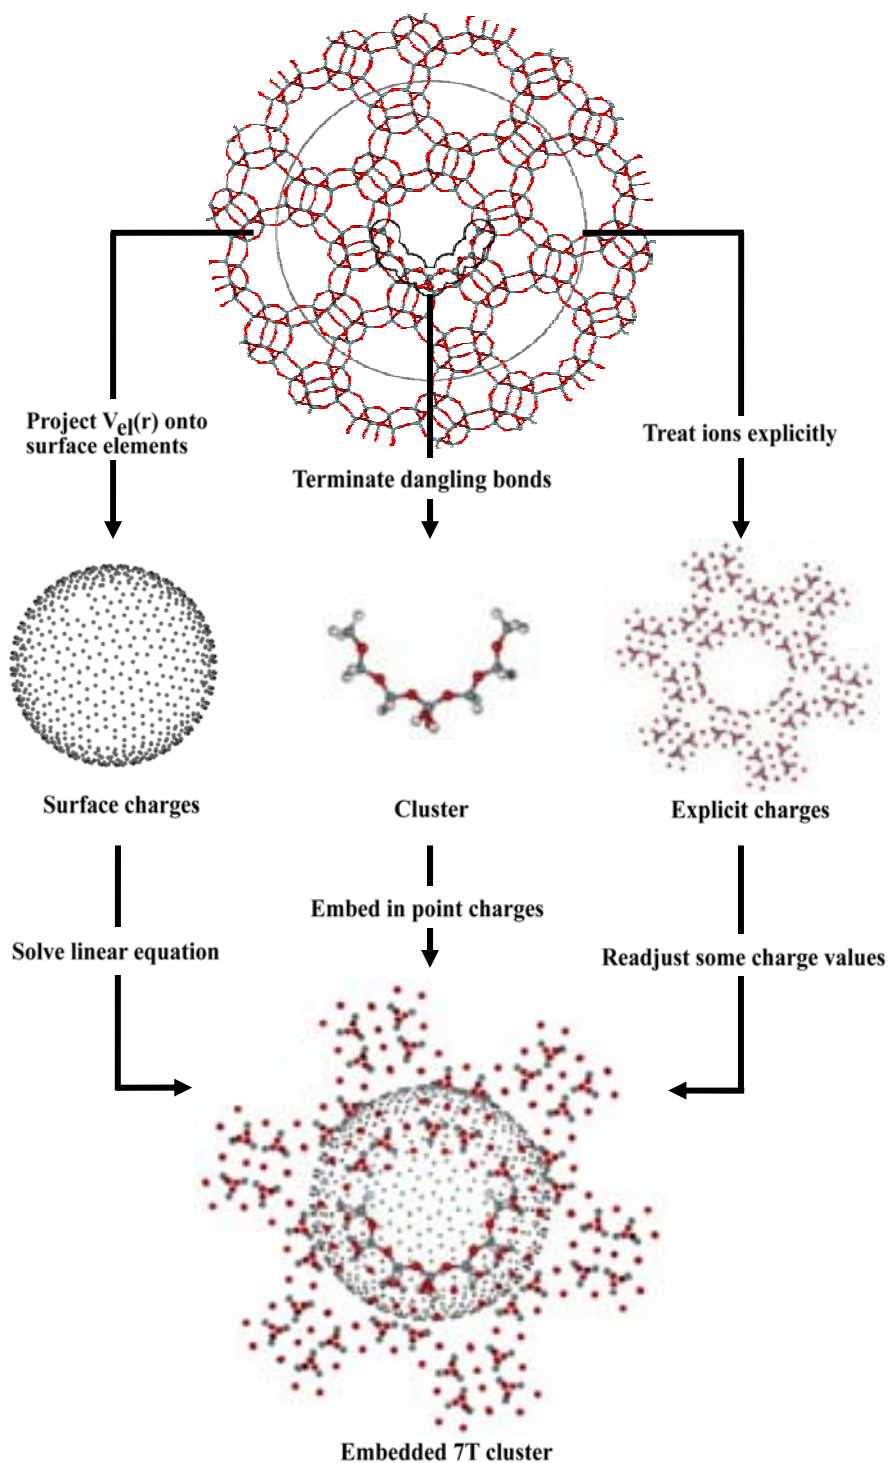 Project Vel(r) onto
surface elements
Terminate dangling bonds
Treat ions explicitly
Surface charges
Cluster
Explicit charges
Embed in point charges
Solve linear equation
Readjust some charge values
Embedded 7T cluster